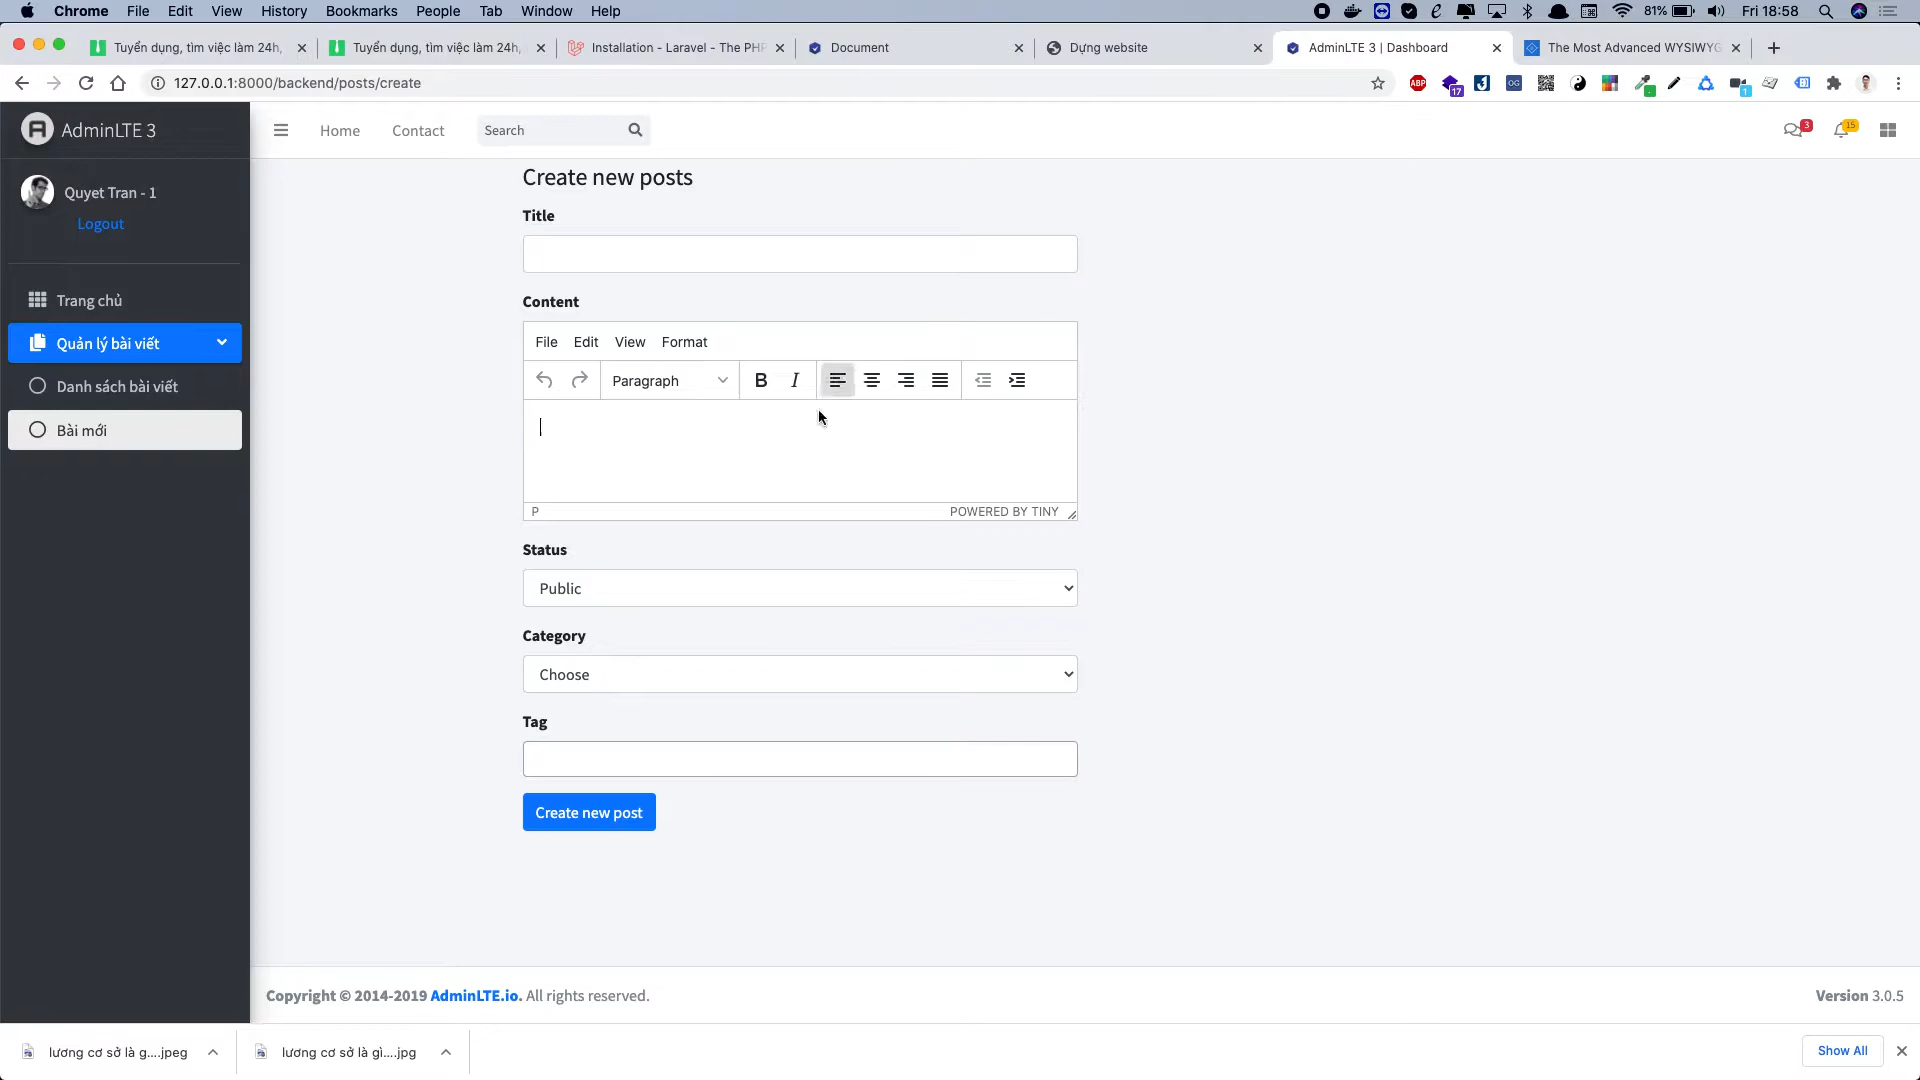 Chrome File Edit View History Bookmarks People Tab Window Help 81% Fri 18:58
Tuyển dụng, tìm việc làm 24h, Tuyển dụng, tìm việc làm 24h, Installation - Laravel - The PHP Document Dựng website AdminLTE 3 | Dashboard The Most Advanced WYSIWYG
127.0.0.1:8000/backend/posts/create ABP 17 OG 1
AdminLTE 3 Home Contact Search 3 15
Quyet Tran - 1
Logout
Trang chủ
Quản lý bài viết
Danh sách bài viết
Bài mới
Create new posts
Title
Content
File Edit View Format
Paragraph B I
P POWERED BY TINY
Status
Public
Category
Choose
Tag
Create new post
Copyright © 2014-2019 AdminLTE.io. All rights reserved. Version 3.0.5
lương cơ sở là g....jpeg lương cơ sở là gì....jpg Show All